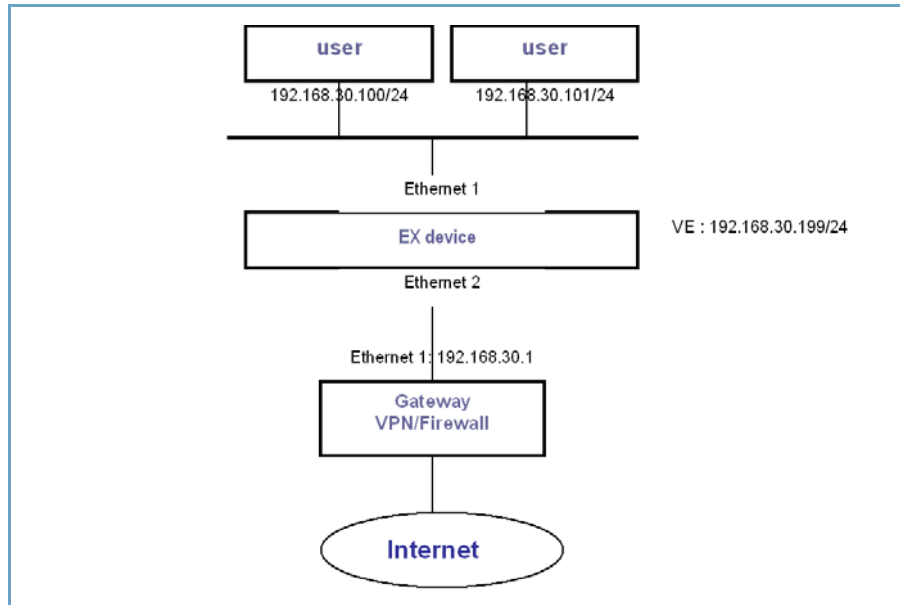 user
user
192.168.30.100/24
192.168.30.101/24
Ethernet 1
EX device
VE : 192.168.30.199/24
Ethernet 2
Ethernet 1: 192.168.30.1
Gateway
VPN/Firewall
Internet